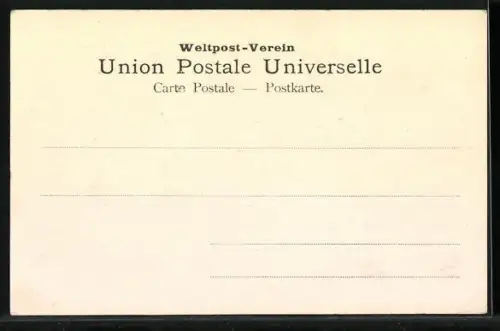 Weltpost-Verein
Union Postale Universelle
Carte Postale — Postkarte.